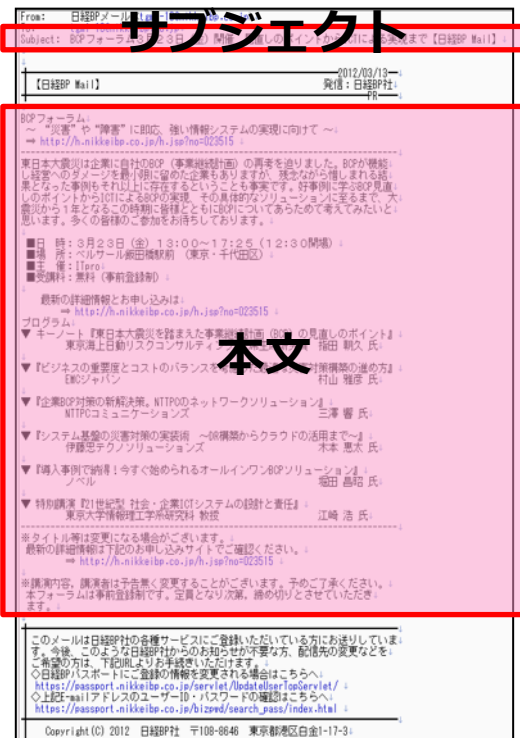 From: 日経BPメール
サブジェクト
Subject: BCPフォーラム3月23日(金)開催 見直しのポイントからICTによる実現まで【日経BP Mail】
2012/03/13
【日経BP Mail】 発信:日経BP社
PR
BCPフォーラム
~ “災害”や“障害”に即応、強い情報システムの実現に向けて ~
⇒ http://h.nikkeibp.co.jp/h.jsp?no=023515
東日本大震災は企業に自社のBCP(事業継続計画)の再考を迫りました。BCPが機能
し経営へのダメージを最小限に留めた企業もありますが、残念ながら惜しまれる結
果となった事例もそれ以上に存在するということも事実です。好事例に学ぶBCP見直
しのポイントからICTによるBCPの実現、その具体的なソリューションに至るまで、大
震災から1年となるこの時期に皆様とともにBCPについてあらためて考えてみたいと
思います。多くの皆様のご参加をお待ちしております。
■日 時:3月23日(金)13:00~17:25(12:30開場)
■場 所:ベルサール飯田橋駅前(東京・千代田区)
■主 催:ITpro
■受講料:無料(事前登録制)
最新の詳細情報とお申し込みは
⇒ http://h.nikkeibp.co.jp/h.jsp?no=023515
プログラム
▼ キーノート『東日本大震災を踏まえた事業継続計画(BCP)の見直しのポイント』
東京海上日動リスクコンサルティング 指田 朝久 氏
本文
▼『ビジネスの重要度とコストのバランスを 対策構築の進め方』
EMCジャパン 村山 雅彦 氏
▼『企業BCP対策の新解決策。NTTPCのネットワークソリューション』
NTTPCコミュニケーションズ 三澤 響 氏
▼『システム基盤の災害対策の実装術 ~DR構築からクラウドの活用まで~』
伊藤忠テクノソリューションズ 木本 恵太 氏
▼『導入事例で納得!今すぐ始められるオールインワンBCPソリューション』
ノベル 堀田 昌昭 氏
▼ 特別講演『21世紀型 社会・企業ICTシステムの設計と責任』
東京大学情報理工学系研究科 教授 江崎 浩 氏
※タイトル等は変更になる場合がございます。
最新の詳細情報は下記のお申し込みサイトでご確認ください。
⇒ http://h.nikkeibp.co.jp/h.jsp?no=023515
※講演内容、講演者は予告無く変更することがございます。予めご了承ください。
本フォーラムは事前登録制です。定員となり次第、締め切りとさせていただき
ます。
このメールは日経BP社の各種サービスにご登録いただいている方にお送りしていま
す。今後、このような日経BP社からのお知らせが不要な方、配信先の変更などを
ご希望の方は、下記URLよりお手続きいただけます。
◇日経BPパスポートにご登録の情報を変更される場合はこちらへ
https://passport.nikkeibp.co.jp/servlet/UpdateUserTopServlet/
◇上記E-mailアドレスのユーザーID・パスワードの確認はこちらへ
https://passport.nikkeibp.co.jp/bizpwd/search_pass/index.html
Copyright(C) 2012 日経BP社 〒108-8646 東京都港区白金1-17-3